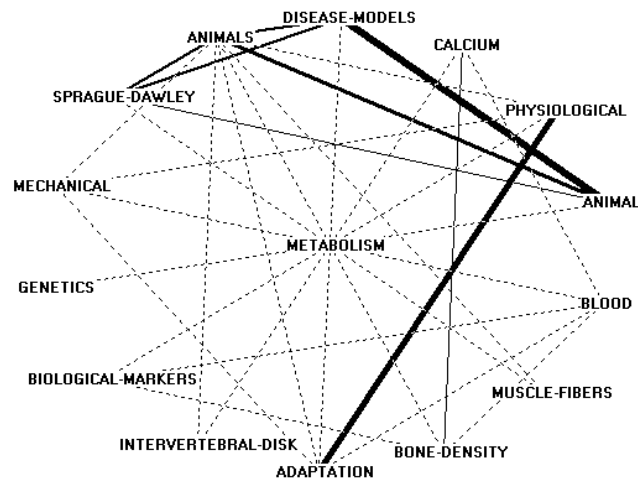 DISEASE-MODELS
ANIMALS
CALCIUM
SPRAGUE-DAWLEY
PHYSIOLOGICAL
MECHANICAL
ANIMAL
METABOLISM
GENETICS
BLOOD
BIOLOGICAL-MARKERS
MUSCLE-FIBERS
INTERVERTEBRAL-DISK
BONE-DENSITY
ADAPTATION